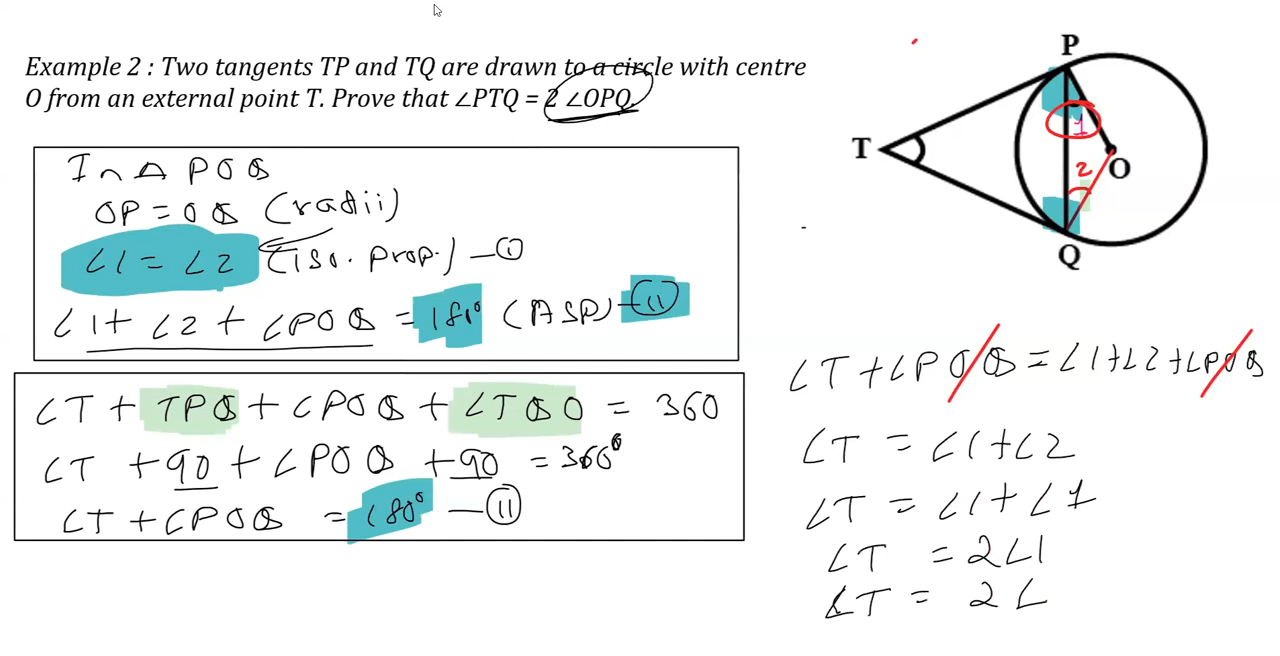 Example 2 : Two tangents TP and TQ are drawn to a circle with centre
O from an external point T. Prove that ∠PTQ = 2 ∠OPQ.
In △ POQ
OP = OQ (radii)
∠1 = ∠2 (iso. prop.) — (i)
∠1 + ∠2 + ∠POQ = 180° (ASP) — (ii)
∠T + TPQ + ∠POQ + ∠TQO = 360
∠T + 90 + ∠POQ + 90 = 360°
∠T + ∠POQ = 180° — (ii)
P
1
T
2
O
Q
∠T + ∠POQ = ∠1 + ∠2 + ∠POQ
∠T = ∠1 + ∠2
∠T = ∠1 + ∠1
∠T = 2∠1
∠T = 2∠